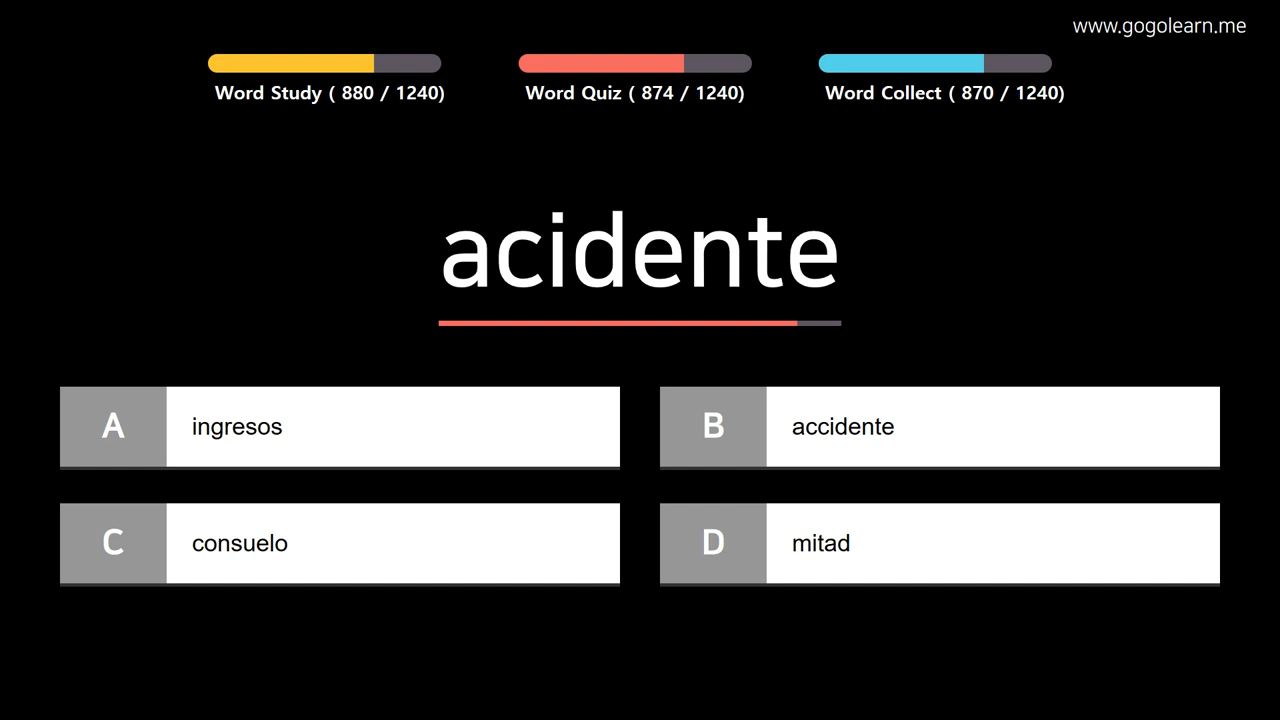 www.gogolearn.me
Word Study ( 880 / 1240)
Word Quiz ( 874 / 1240)
Word Collect ( 870 / 1240)
acidente
A ingresos
B accidente
C consuelo
D mitad